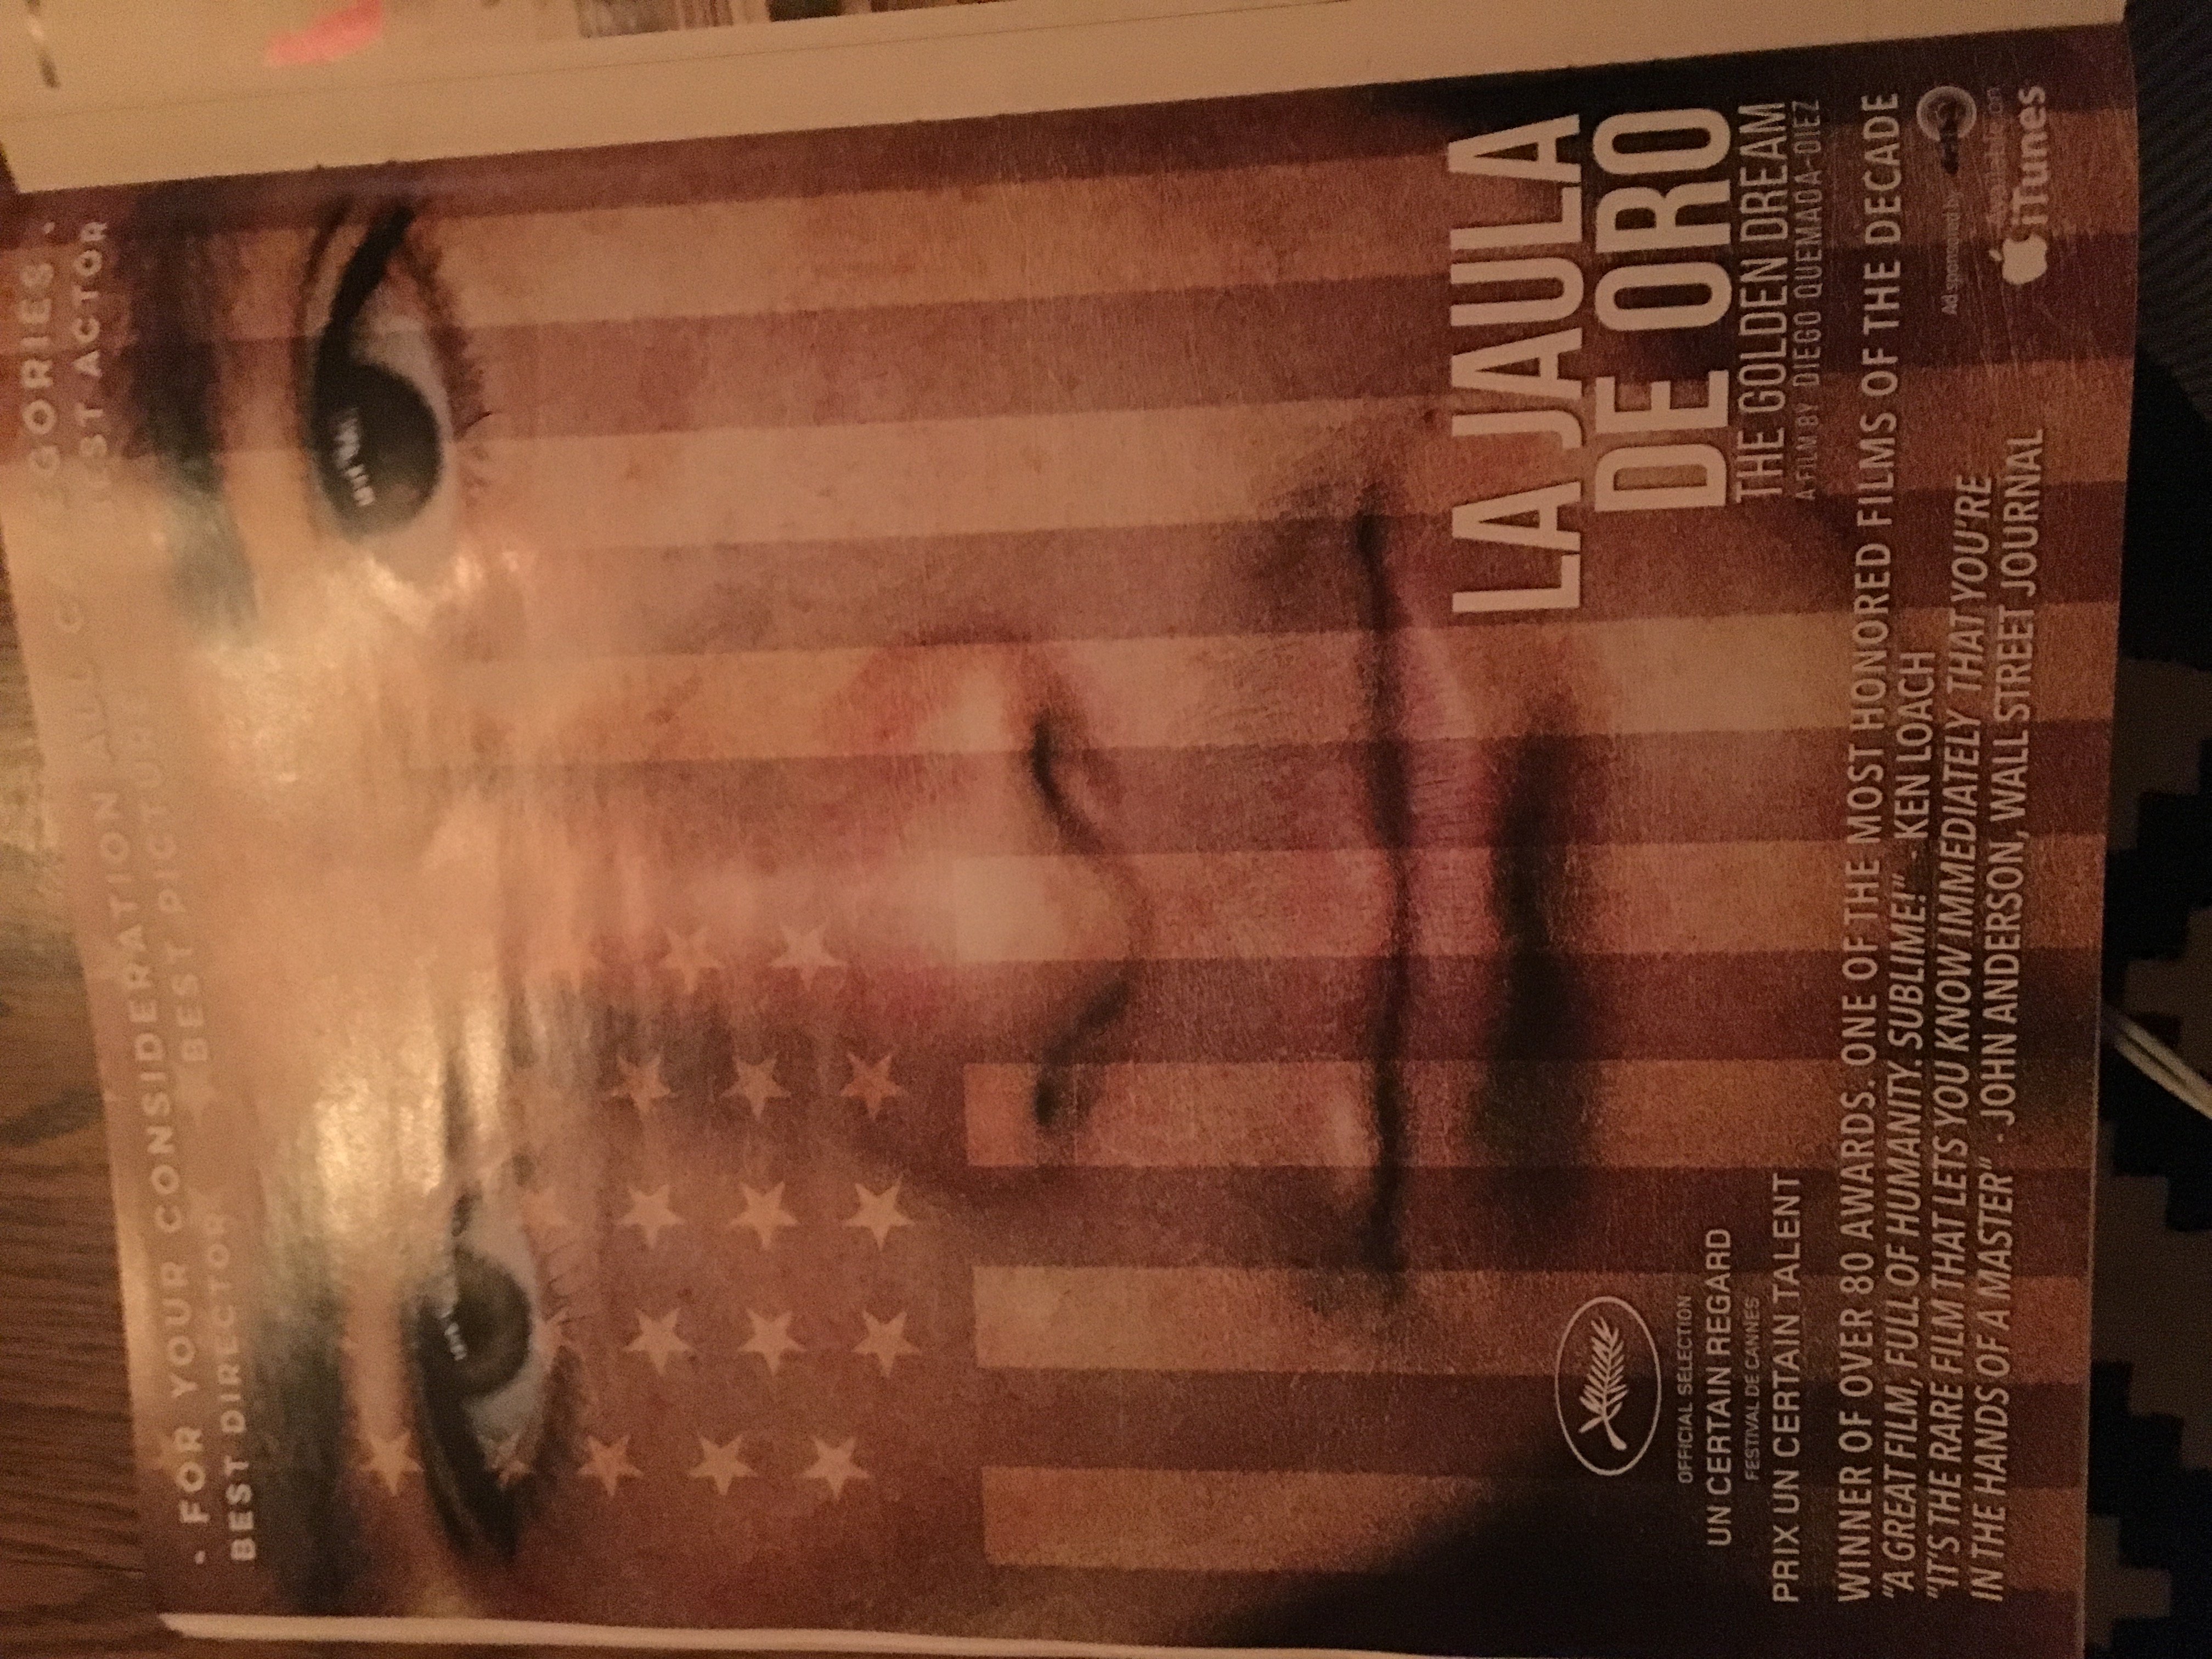 - FOR YOUR CONSIDERATION ALL CATEGORIES -
BEST DIRECTOR BEST PICTURE BEST ACTOR
LA JAULA
DE ORO
THE GOLDEN DREAM
A FILM BY DIEGO QUEMADA-DIEZ
OFFICIAL SELECTION
UN CERTAIN REGARD
FESTIVAL DE CANNES
PRIX UN CERTAIN TALENT
WINNER OF OVER 80 AWARDS. ONE OF THE MOST HONORED FILMS OF THE DECADE
"A GREAT FILM, FULL OF HUMANITY. SUBLIME!" - KEN LOACH
"IT'S THE RARE FILM THAT LETS YOU KNOW IMMEDIATELY THAT YOU'RE
IN THE HANDS OF A MASTER" - JOHN ANDERSON, WALL STREET JOURNAL
Ad sponsored by
Available on
iTunes